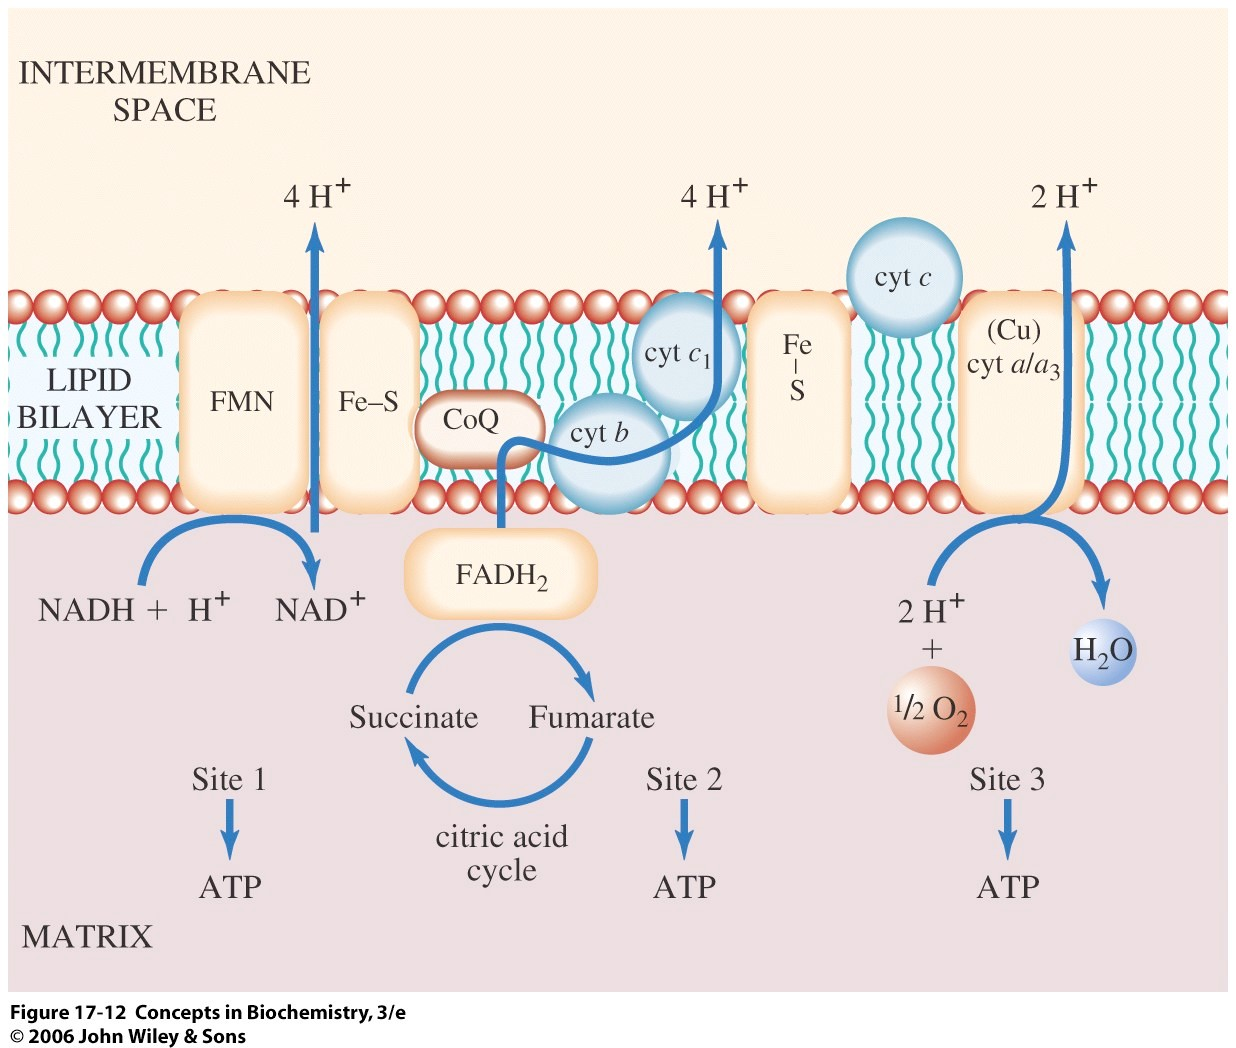 INTERMEMBRANE
SPACE
4 H⁺
4 H⁺
2 H⁺
cyt c
LIPID
BILAYER
FMN
Fe–S
CoQ
cyt b
cyt c₁
Fe
S
(Cu)
cyt a/a₃
NADH + H⁺
NAD⁺
FADH₂
2 H⁺
+
1/2 O₂
H₂O
Succinate
Fumarate
citric acid
cycle
Site 1
ATP
Site 2
ATP
Site 3
ATP
MATRIX
Figure 17-12 Concepts in Biochemistry, 3/e
© 2006 John Wiley & Sons